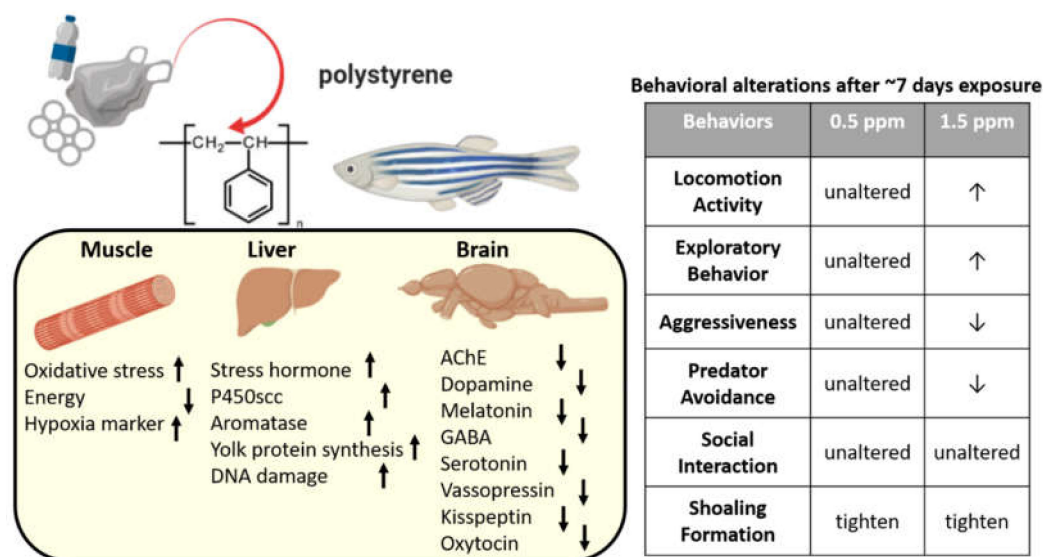 polystyrene
CH2
CH
n
Muscle
Oxidative stress ↑
Energy ↓
Hypoxia marker ↑
Liver
Stress hormone ↑
P450scc ↑
Aromatase ↑
Yolk protein synthesis ↑
DNA damage ↑
Brain
AChE ↓
Dopamine ↓
Melatonin ↓
GABA ↓
Serotonin ↓
Vassopressin ↓
Kisspeptin ↓
Oxytocin ↓
Behavioral alterations after ~7 days exposure
Behaviors 0.5 ppm 1.5 ppm
Locomotion
Activity unaltered ↑
Exploratory
Behavior unaltered ↑
Aggressiveness unaltered ↓
Predator
Avoidance unaltered ↓
Social
Interaction unaltered unaltered
Shoaling
Formation tighten tighten